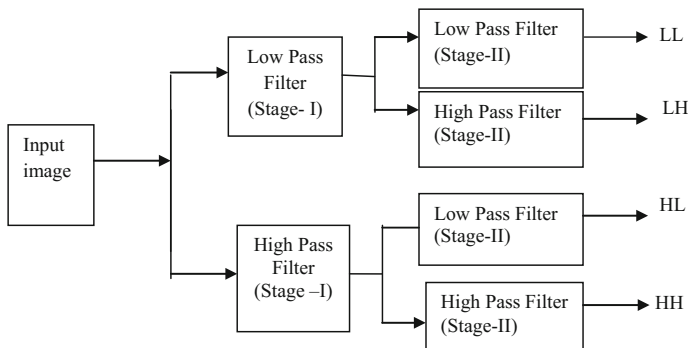 Input
image
Low Pass
Filter
(Stage- I)
Low Pass Filter
(Stage-II)
LL
High Pass Filter
(Stage-II)
LH
High Pass
Filter
(Stage –I)
Low Pass Filter
(Stage-II)
HL
High Pass Filter
(Stage-II)
HH